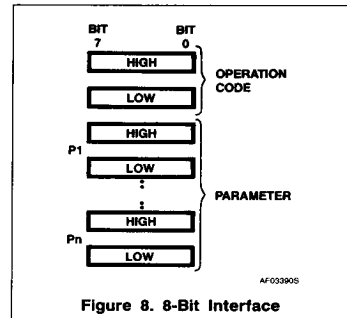 BIT BIT
7 0
HIGH
OPERATION
CODE
LOW
HIGH
P1
LOW
PARAMETER
HIGH
Pn
LOW
AF03390S
Figure 8. 8-Bit Interface